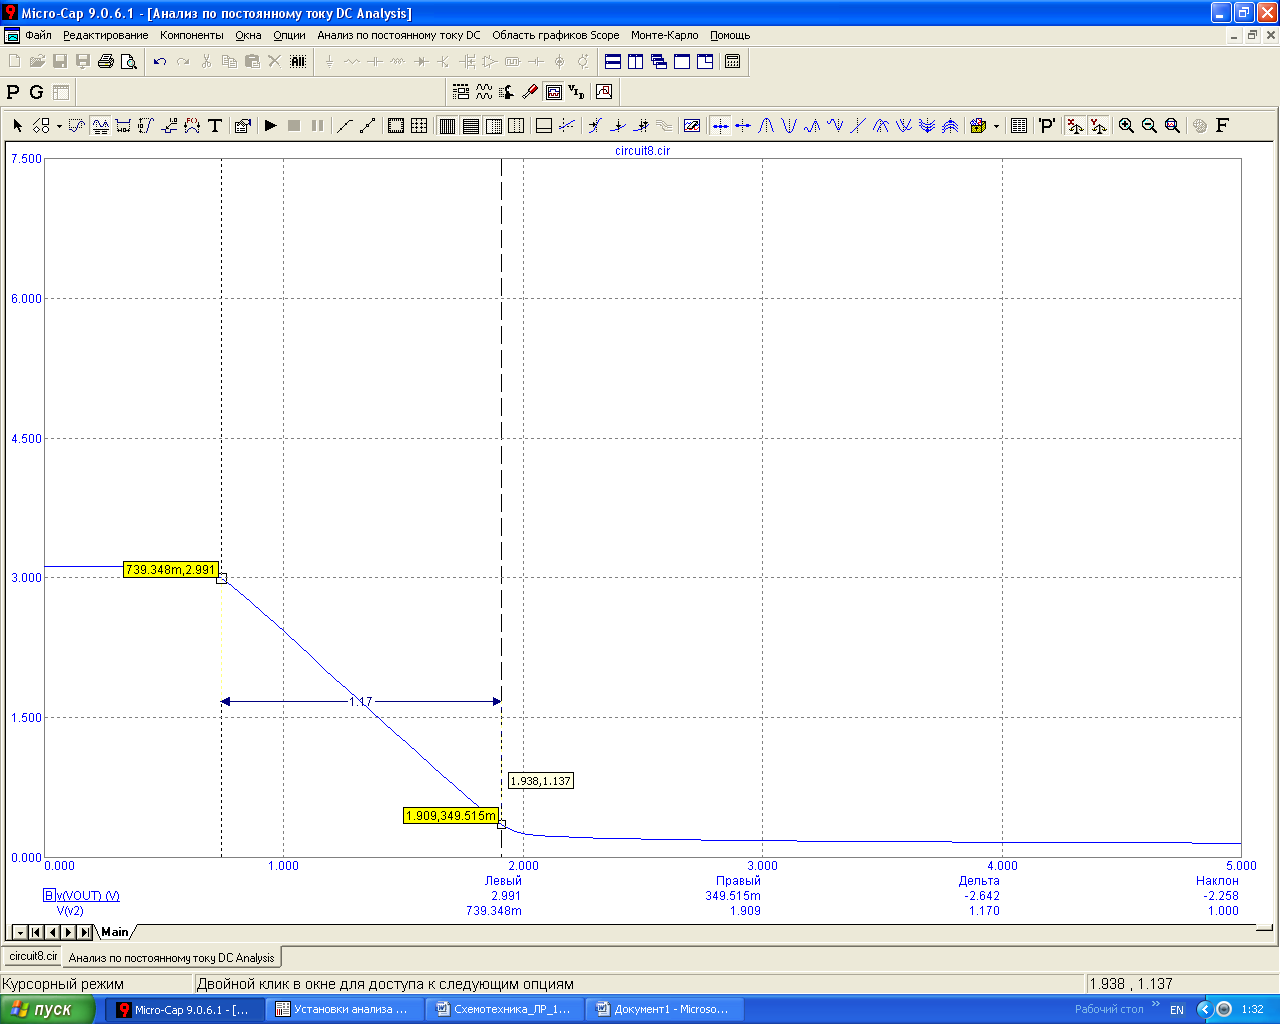 Micro-Cap 9.0.6.1 - [Анализ по постоянному току DC Analysis]
Файл Редактирование Компоненты Окна Опции Анализ по постоянному току DC Область графиков Scope Монте-Карло Помощь
P G
T 'P' F
circuit8.cir
7.500
6.000
4.500
3.000
1.500
0.000
739.348m,2.991
1.17
1.938,1.137
1.909,349.515m
0.000 1.000 2.000 3.000 4.000 5.000
Левый Правый Дельта Наклон
B v(VOUT) (V) 2.991 349.515m -2.642 -2.258
V(v2) 739.348m 1.909 1.170 1.000
Main
circuit8.cir Анализ по постоянному току DC Analysis
Курсорный режим Двойной клик в окне для доступа к следующим опциям 1.938 , 1.137
пуск Micro-Cap 9.0.6.1 - [... Установки анализа ... Схемотехника_ЛР_1... Документ1 - Microso... Рабочий стол » EN 1:32